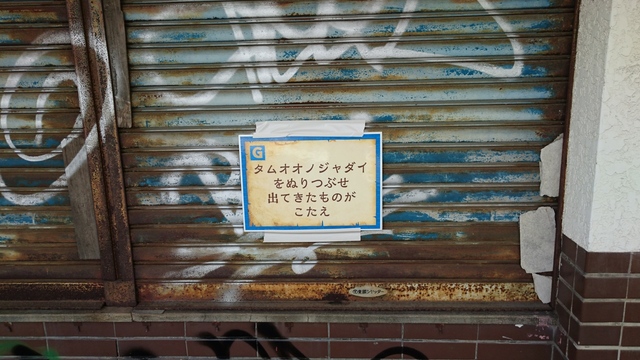 G
タムオオノジャダイ
をぬりつぶせ
出てきたものが
こたえ